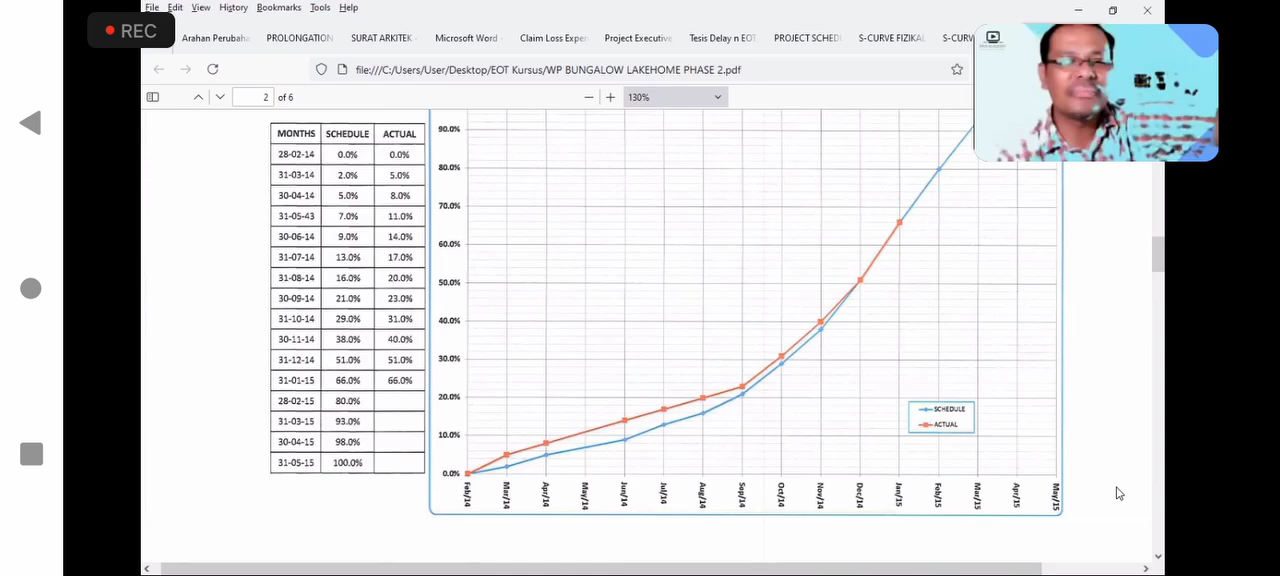 File Edit View History Bookmarks Tools Help
REC
Arahan Perubaha PROLONGATION SURAT ARKITEK Microsoft Word - Claim Loss Exper Project Executive Tesis Delay n EOT PROJECT SCHED S-CURVE FIZIKAL S-CURV
file:///C:/Users/User/Desktop/EOT Kursus/WP BUNGALOW LAKEHOME PHASE 2.pdf
2 of 6 130%
MONTHS SCHEDULE ACTUAL
28-02-14 0.0% 0.0%
31-03-14 2.0% 5.0%
30-04-14 5.0% 8.0%
31-05-43 7.0% 11.0%
30-06-14 9.0% 14.0%
31-07-14 13.0% 17.0%
31-08-14 16.0% 20.0%
30-09-14 21.0% 23.0%
31-10-14 29.0% 31.0%
30-11-14 38.0% 40.0%
31-12-14 51.0% 51.0%
31-01-15 66.0% 66.0%
28-02-15 80.0%
31-03-15 93.0%
30-04-15 98.0%
31-05-15 100.0%
90.0%
80.0%
70.0%
60.0%
50.0%
40.0%
30.0%
20.0%
10.0%
0.0%
SCHEDULE
ACTUAL
Feb/14 Mar/14 Apr/14 May/14 Jun/14 Jul/14 Aug/14 Sep/14 Oct/14 Nov/14 Dec/14 Jan/15 Feb/15 Mar/15 Apr/15 May/15